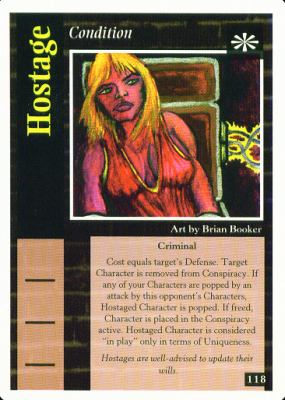 Hostage
Condition
Art by Brian Booker
Criminal
Cost equals target's Defense. Target
Character is removed from Conspiracy. If
any of your Characters are popped by an
attack by this opponent's Characters,
Hostaged Character is popped. If freed,
Character is placed in the Conspiracy
active. Hostaged Character is considered
"in play" only in terms of Uniqueness.
Hostages are well-advised to update their
wills.
118